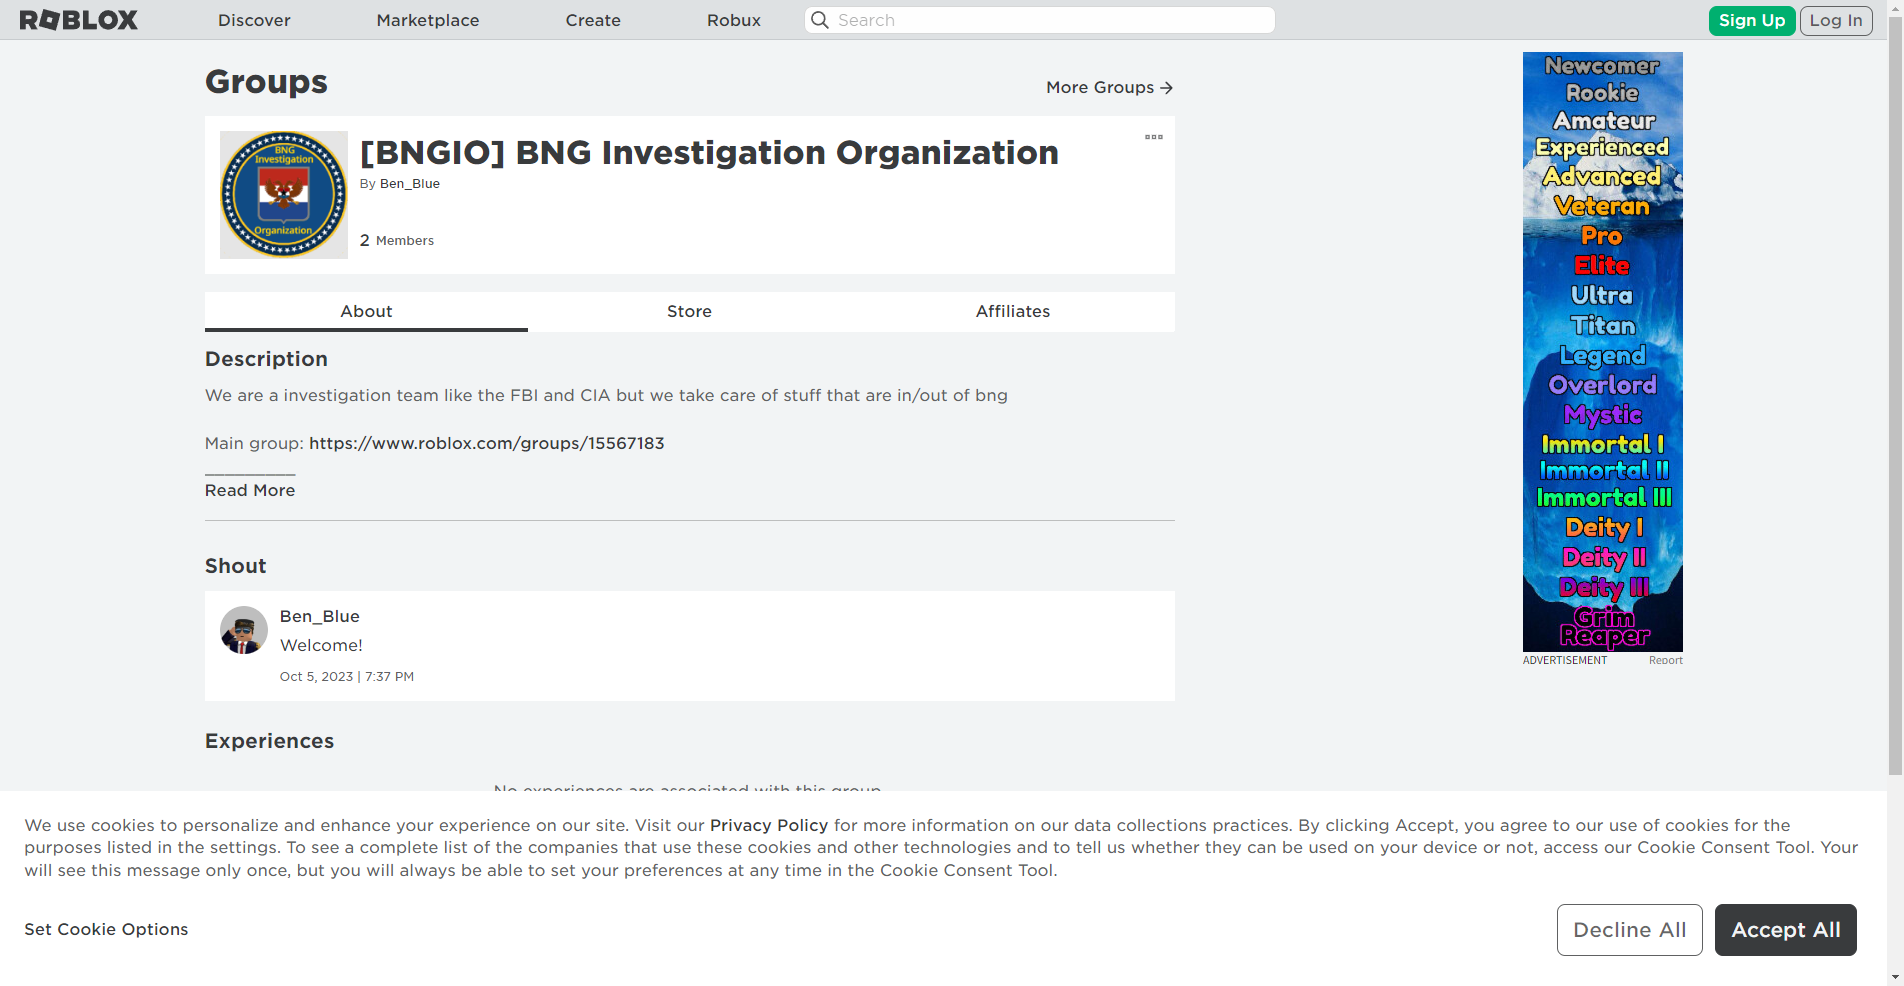 ROBLOX
Discover
Marketplace
Create
Robux
Search
Sign Up
Log In
Groups
More Groups
BNG
Investigation
Organization
[BNGIO] BNG Investigation Organization
By Ben_Blue
2 Members
About
Store
Affiliates
Description
We are a investigation team like the FBI and CIA but we take care of stuff that are in/out of bng
Main group: https://www.roblox.com/groups/15567183
__________
Read More
Shout
Ben_Blue
Welcome!
Oct 5, 2023 | 7:37 PM
Experiences
No experiences are associated with this group
Newcomer
Rookie
Amateur
Experienced
Advanced
Veteran
Pro
Elite
Ultra
Titan
Legend
Overlord
Mystic
Immortal I
Immortal II
Immortal III
Deity I
Deity II
Deity III
Grim
Reaper
ADVERTISEMENT
Report
We use cookies to personalize and enhance your experience on our site. Visit our Privacy Policy for more information on our data collections practices. By clicking Accept, you agree to our use of cookies for the
purposes listed in the settings. To see a complete list of the companies that use these cookies and other technologies and to tell us whether they can be used on your device or not, access our Cookie Consent Tool. Your
will see this message only once, but you will always be able to set your preferences at any time in the Cookie Consent Tool.
Set Cookie Options
Decline All
Accept All